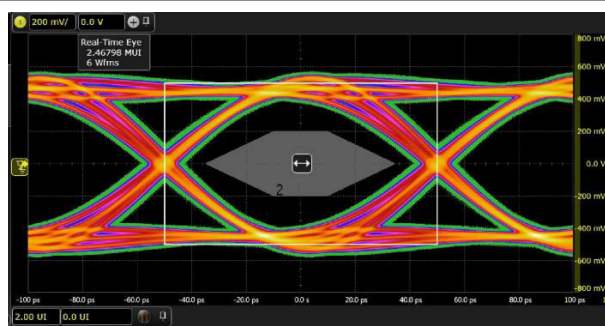 1 200 mV/ 0.0 V
Real-Time Eye
2.46798 MUI
6 Wfms
800 mV
600 mV
400 mV
200 mV
0.0 V
-200 mV
-400 mV
-600 mV
-800 mV
2
-100 ps -80.0 ps -60.0 ps -40.0 ps -20.0 ps 0.0 s 20.0 ps 40.0 ps 60.0 ps 80.0 ps 100 ps
2.00 UI 0.0 UI